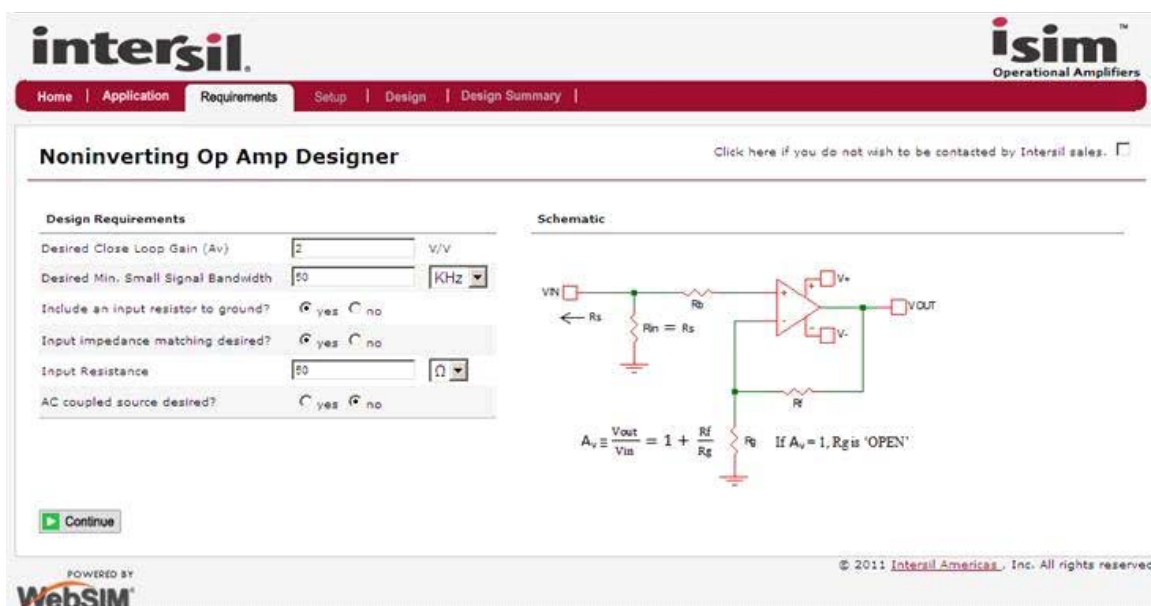 intersil.
isim™
Operational Amplifiers
Home | Application Requirements Setup | Design | Design Summary |
Noninverting Op Amp Designer
Click here if you do not wish to be contacted by Intersil sales.
Design Requirements
Schematic
Desired Close Loop Gain (Av) 2 V/V
Desired Min. Small Signal Bandwidth 50 KHz
Include an input resistor to ground? yes no
Input impedance matching desired? yes no
Input Resistance 50 Ω
AC coupled source desired? yes no
VIN
← Rs
Rin = Rs
Rb
+
-
+
V+
-
V-
VOUT
Rf
Rg
Av ≡ Vout/Vin = 1 + Rf/Rg
If Av = 1, Rg is 'OPEN'
Continue
© 2011 Intersil Americas , Inc. All rights reserved
POWERED BY
WebSIM